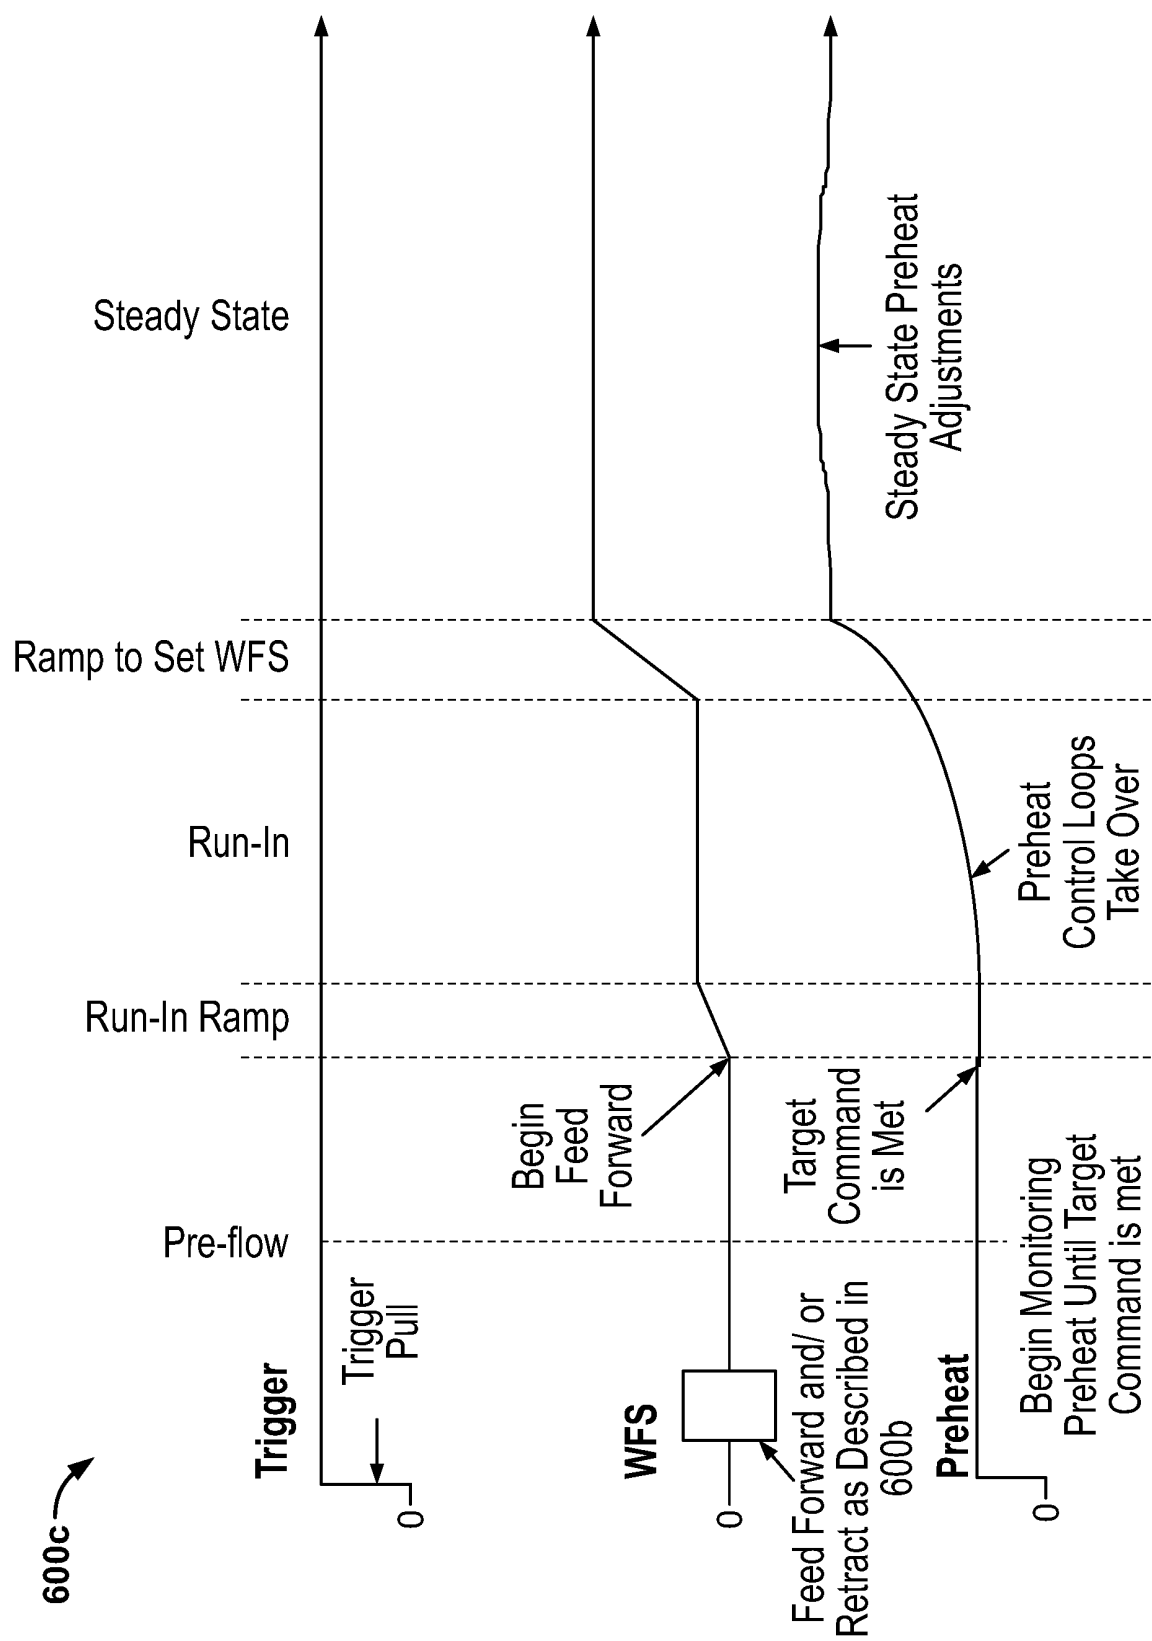 600c
Pre-flow
Run-In Ramp
Run-In
Ramp to Set WFS
Steady State
Trigger
Trigger
Pull
0
WFS
0
Feed Forward and/ or
Retract as Described in
600b
Begin
Feed
Forward
Preheat
0
Target
Command
is Met
Begin Monitoring
Preheat Until Target
Command is met
Preheat
Control Loops
Take Over
Steady State Preheat
Adjustments